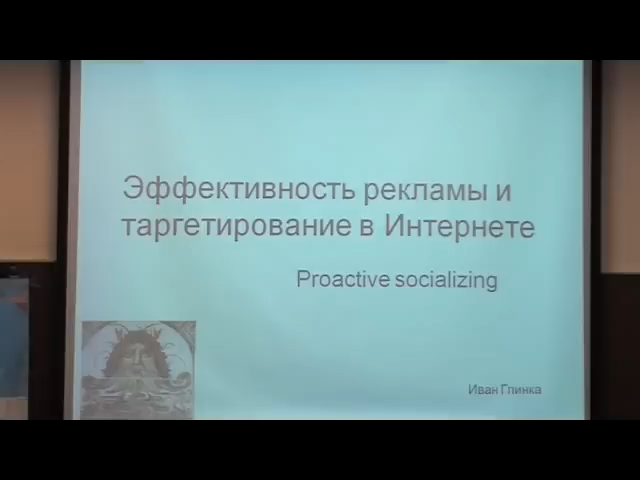 Эффективность рекламы и
таргетирование в Интернете
Proactive socializing
Иван Глинка